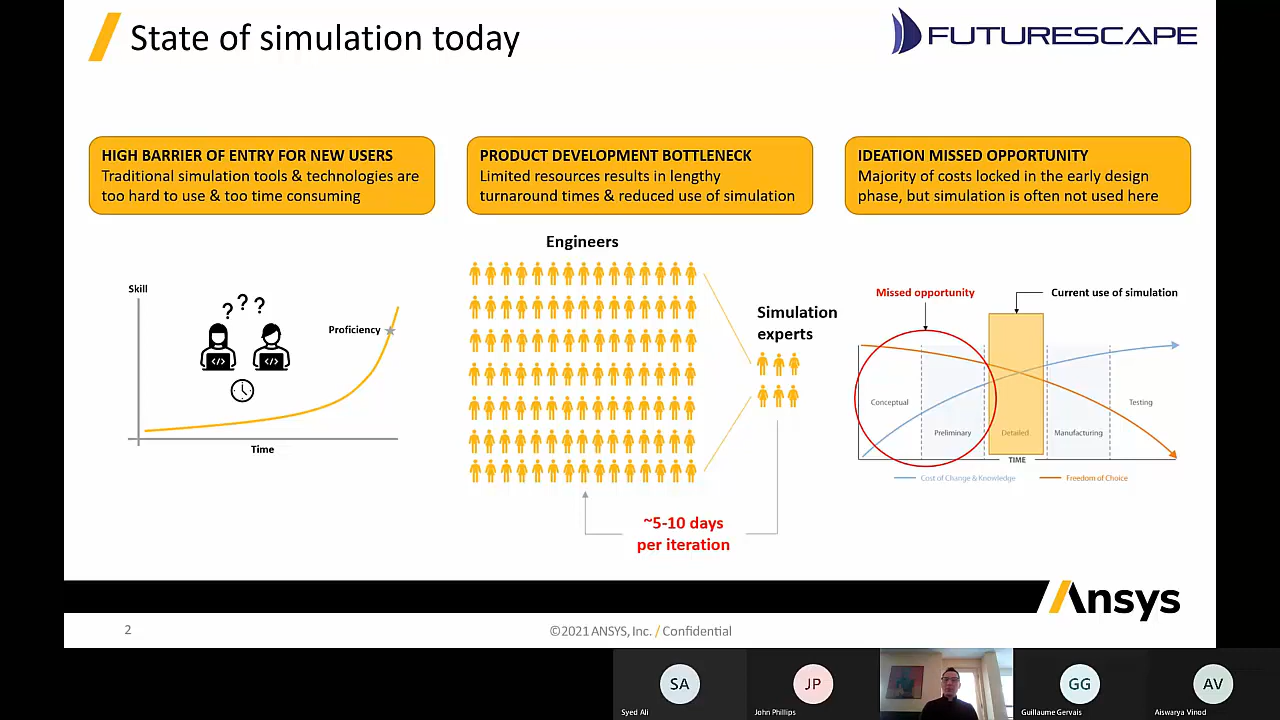 State of simulation today
FUTURESCAPE
HIGH BARRIER OF ENTRY FOR NEW USERS
Traditional simulation tools & technologies are
too hard to use & too time consuming
PRODUCT DEVELOPMENT BOTTLENECK
Limited resources results in lengthy
turnaround times & reduced use of simulation
IDEATION MISSED OPPORTUNITY
Majority of costs locked in the early design
phase, but simulation is often not used here
Skill
? ? ?
Proficiency
</>
</>
Time
Engineers
Simulation
experts
~5-10 days
per iteration
Missed opportunity
Current use of simulation
Conceptual
Preliminary
Detailed
Manufacturing
Testing
TIME
Cost of Change & Knowledge
Freedom of Choice
Ansys
2
©2021 ANSYS, Inc. / Confidential
SA
Syed Ali
JP
John Phillips
GG
Guillaume Gervais
AV
Aiswarya Vinod